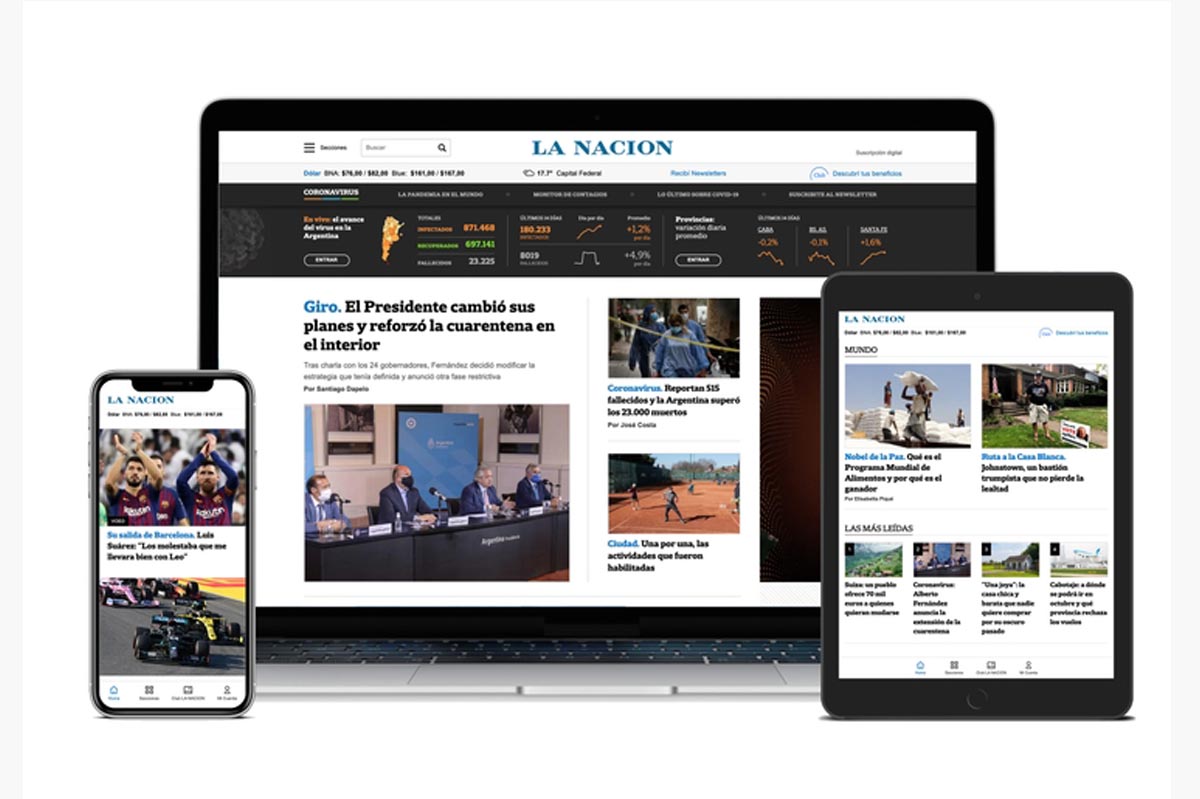 Secciones
Buscar
LA NACION
Suscripción digital
Dólar BNA: $76,00 / $82,00 Blue: $161,00 / $167,00
17.7° Capital Federal
Recibí Newsletters
Club
Descubrí tus beneficios
CORONAVIRUS
LA PANDEMIA EN EL MUNDO
MONITOR DE CONTAGIOS
LO ÚLTIMO SOBRE COVID-19
SUSCRIBITE AL NEWSLETTER
En vivo: el avance
del virus en la
Argentina
ENTRAR
TOTALES
INFECTADOS 871.468
RECUPERADOS 697.141
FALLECIDOS 23.225
ÚLTIMOS 14 DÍAS Día por día Promedio
180.233 +1,2%
INFECTADOS por día
8019 +4,9%
FALLECIDOS por día
Provincias:
variación diaria
promedio
ENTRAR
ÚLTIMOS 14 DÍAS
CABA BS. AS. SANTA FE
-0,2% -0,1% +1,6%
Giro. El Presidente cambió sus
planes y reforzó la cuarentena en
el interior
Tras charla con los 24 gobernadores, Fernández decidió modificar la
estrategia que tenía definida y anunció otra fase restrictiva
Por Santiago Dapelo
Argentina
Argentina
Coronavirus. Reportan 515
fallecidos y la Argentina superó
los 23.000 muertos
Por José Costa
Ciudad. Una por una, las
actividades que fueron
habilitadas
LA NACION
Dólar BNA: $76,00 / $82,00 Blue: $161,00 / $167,00
Rakuten
Rakuten
VIDEO
Su salida de Barcelona. Luis
Suárez: "Los molestaba que me
llevara bien con Leo"
Home Secciones Club LA NACION Mi Cuenta
LA NACION
Dólar BNA: $76,00 / $82,00 Blue: $161,00 / $167,00
Club
Descubrí tus beneficios
MUNDO
Nobel de la Paz. Qué es el
Programa Mundial de
Alimentos y por qué es el
ganador
Por Elisabetta Piqué
VOTE
Ruta a la Casa Blanca.
Johnstown, un bastión
trumpista que no pierde la
lealtad
LAS MÁS LEÍDAS
1
Suiza: un pueblo
ofrece 70 mil
euros a quienes
quieran mudarse
2
Coronavirus:
Alberto
Fernández
anuncia la
extensión de la
cuarentena
3
"Una joya": la
casa chica y
barata que nadie
quiere comprar
por su oscuro
pasado
4
Cabotaje: a dónde
se podrá ir en
octubre y qué
provincia rechaza
los vuelos
Home Secciones Club LA NACION Mi Cuenta